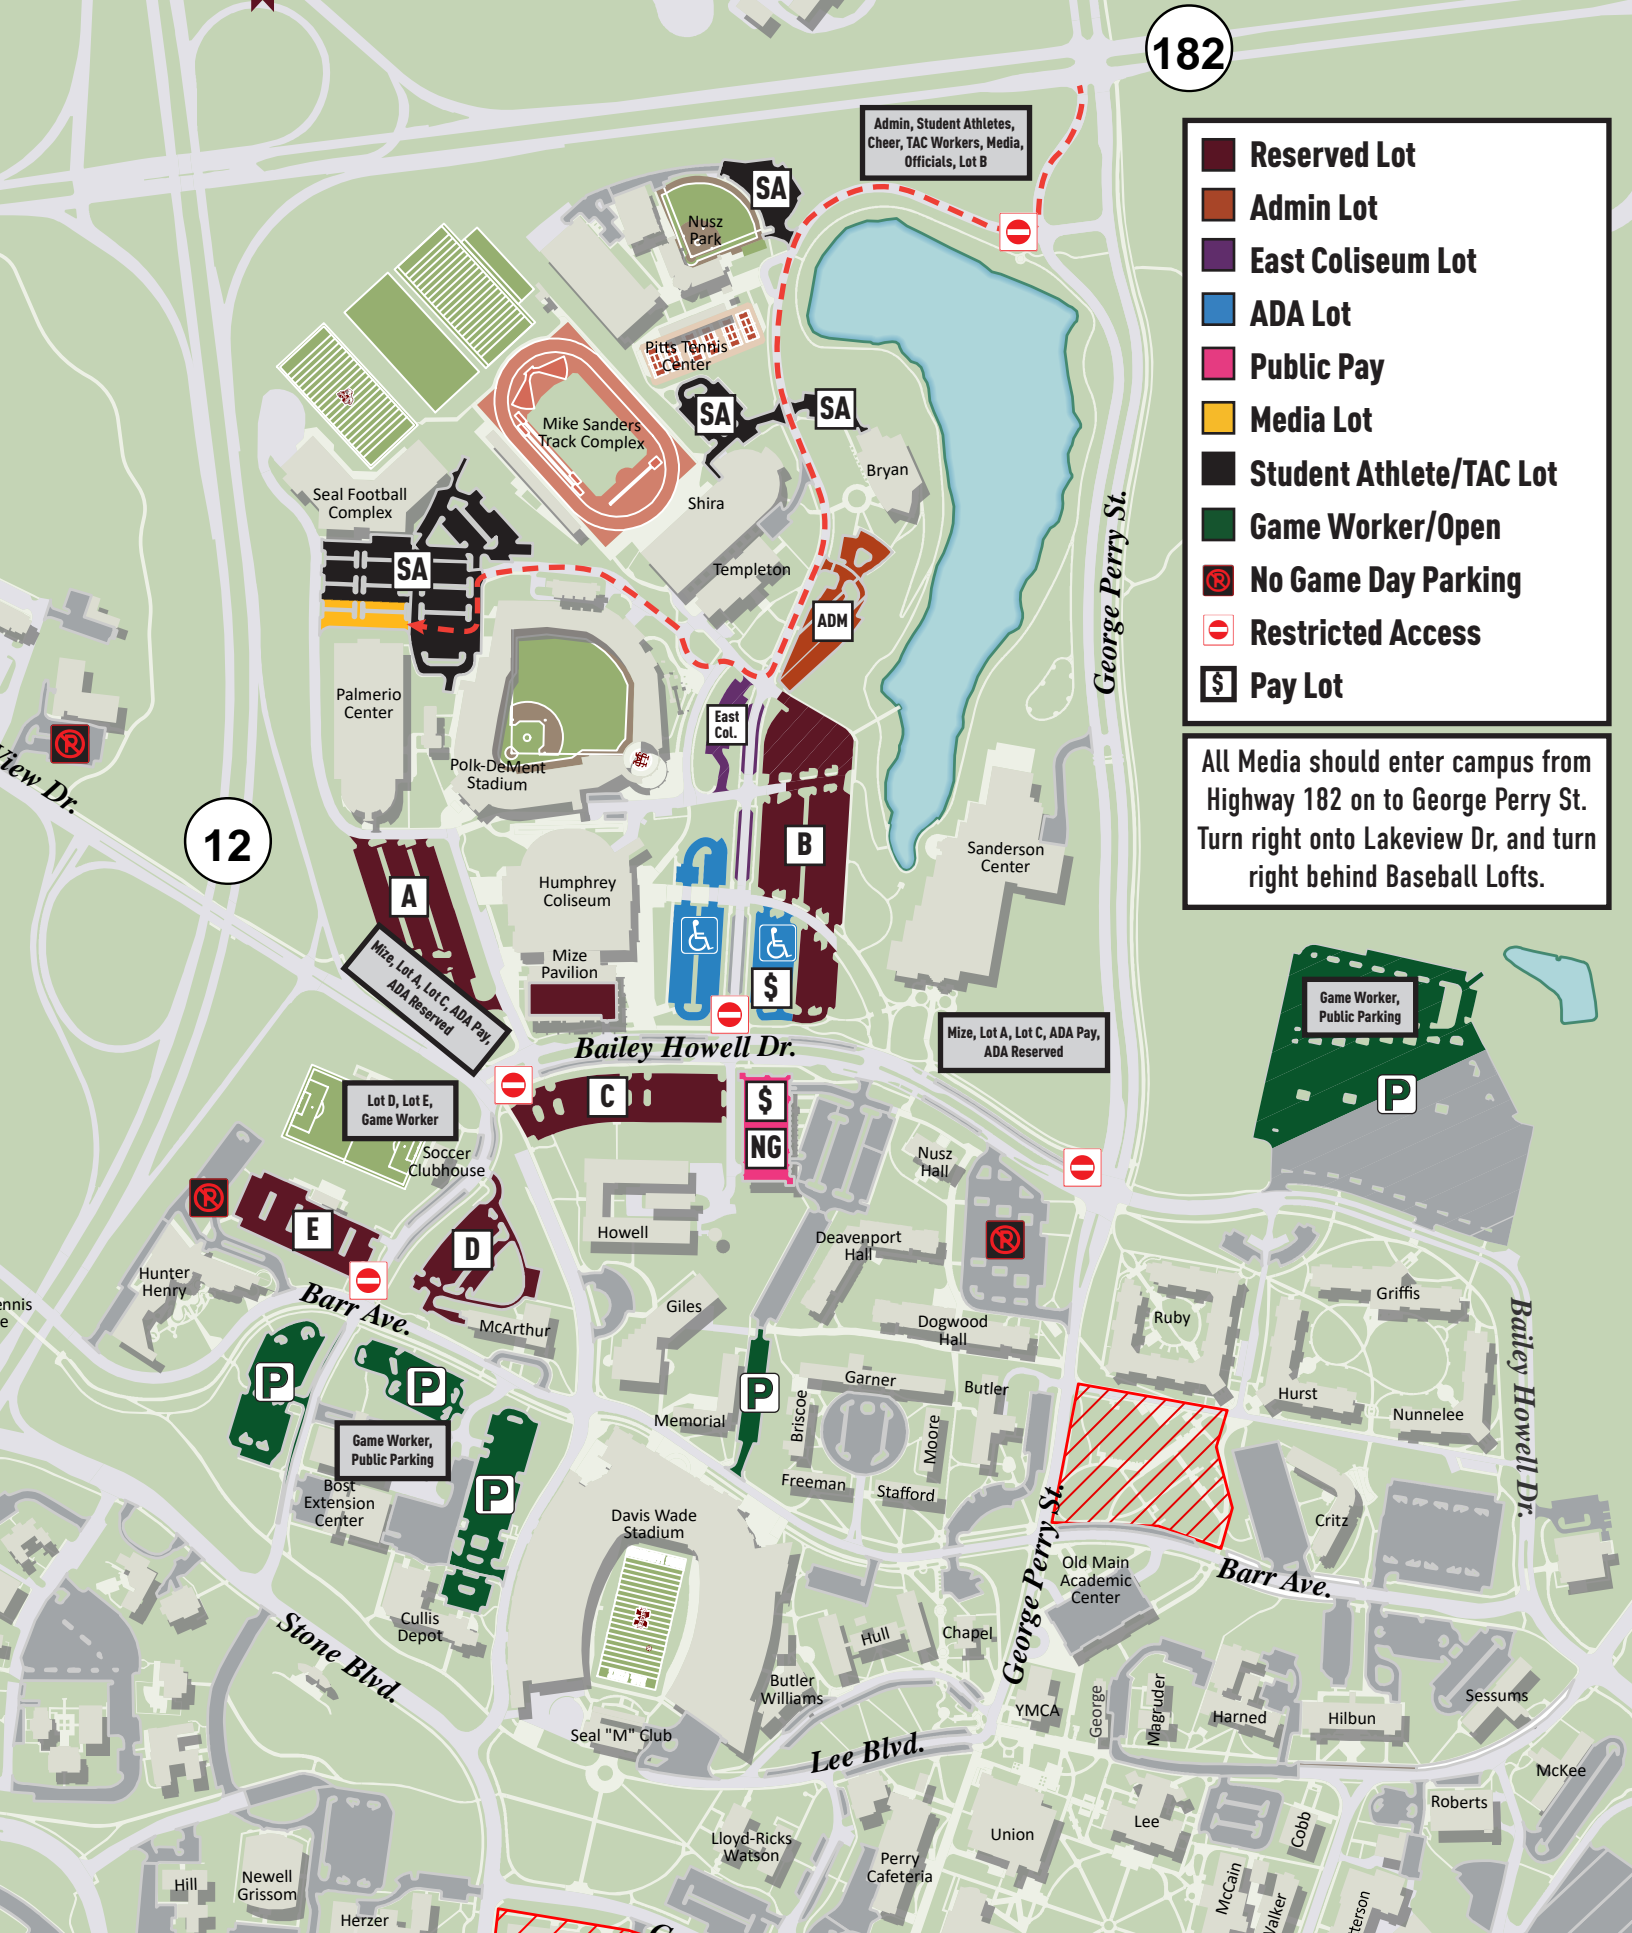 182
Admin, Student Athletes,
Cheer, TAC Workers, Media,
Officials, Lot B
Reserved Lot
Admin Lot
East Coliseum Lot
ADA Lot
Public Pay
Media Lot
Student Athlete/TAC Lot
Game Worker/Open
No Game Day Parking
Restricted Access
$ Pay Lot
All Media should enter campus from
Highway 182 on to George Perry St.
Turn right onto Lakeview Dr, and turn
right behind Baseball Lofts.
SA
Nusz
Park
Pitts Tennis
Center
SA
SA
Mike Sanders
Track Complex
Bryan
Shira
Seal Football
Complex
SA
Templeton
ADM
George Perry St.
Palmerio
Center
East
Col.
Polk-DeMent
Stadium
View Dr.
12
B
Sanderson
Center
A
Humphrey
Coliseum
Mize
Pavilion
$
Mize, Lot A, Lot C, ADA Pay,
ADA Reserved
Bailey Howell Dr.
Mize, Lot A, Lot C, ADA Pay,
ADA Reserved
Game Worker,
Public Parking
P
C
$
NG
Lot D, Lot E,
Game Worker
Soccer
Clubhouse
Nusz
Hall
E
D
Howell
Deavenport
Hall
Hunter
Henry
Barr Ave.
McArthur
Giles
Dogwood
Hall
Ruby
Griffis
Bailey Howell Dr.
ennis
e
P
P
P
Garner
Butler
Briscoe
Moore
Memorial
Freeman
Stafford
Hurst
Nunnelee
Game Worker,
Public Parking
Bost
Extension
Center
P
Davis Wade
Stadium
Critz
George Perry St.
Old Main
Academic
Center
Barr Ave.
Cullis
Depot
Stone Blvd.
Hull
Chapel
Butler
Williams
YMCA
George
Magruder
Harned
Hilbun
Sessums
Seal "M" Club
Lee Blvd.
McKee
Roberts
Lloyd-Ricks
Watson
Perry
Cafeteria
Union
Lee
Cobb
McCain
Walker
terson
Hill
Newell
Grissom
Herzer